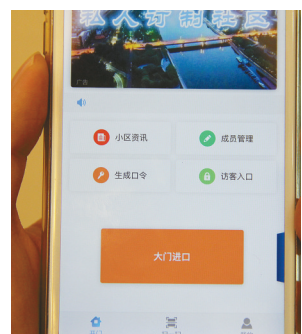 私人订制社区
广告
小区资讯
成员管理
生成口令
访客入口
大门进口